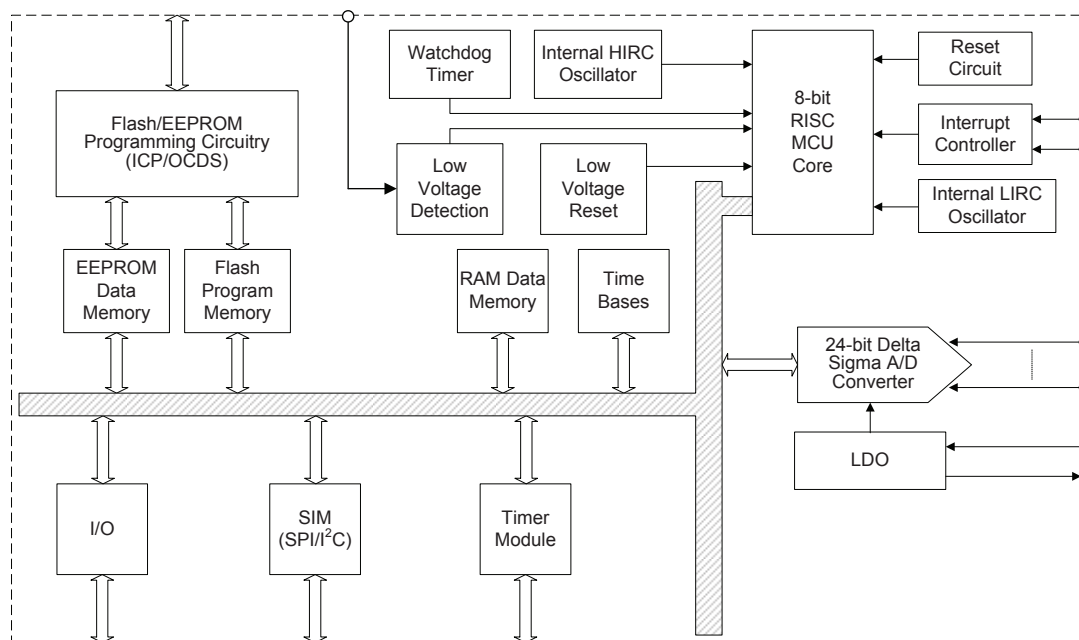 Flash/EEPROM
Programming Circuitry
(ICP/OCDS)
Watchdog
Timer
Internal HIRC
Oscillator
8-bit
RISC
MCU
Core
Reset
Circuit
Interrupt
Controller
Internal LIRC
Oscillator
Low
Voltage
Detection
Low
Voltage
Reset
EEPROM
Data
Memory
Flash
Program
Memory
RAM Data
Memory
Time
Bases
24-bit Delta
Sigma A/D
Converter
LDO
I/O
SIM
(SPI/I²C)
Timer
Module